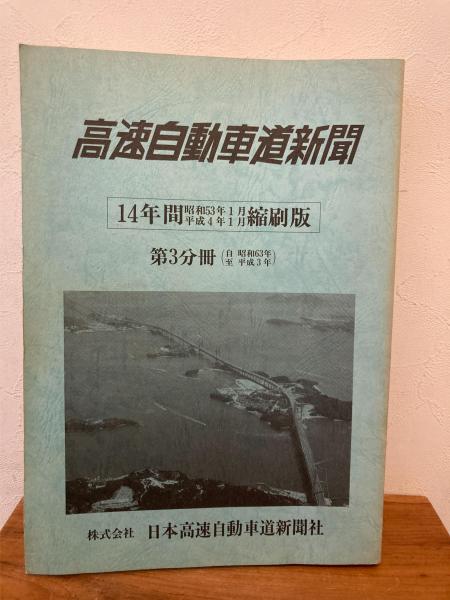 高速自動車道新聞
14年間 昭和53年1月 平成4年1月 縮刷版
第3分冊 (自 昭和63年 至 平成3年)
株式会社 日本高速自動車道新聞社